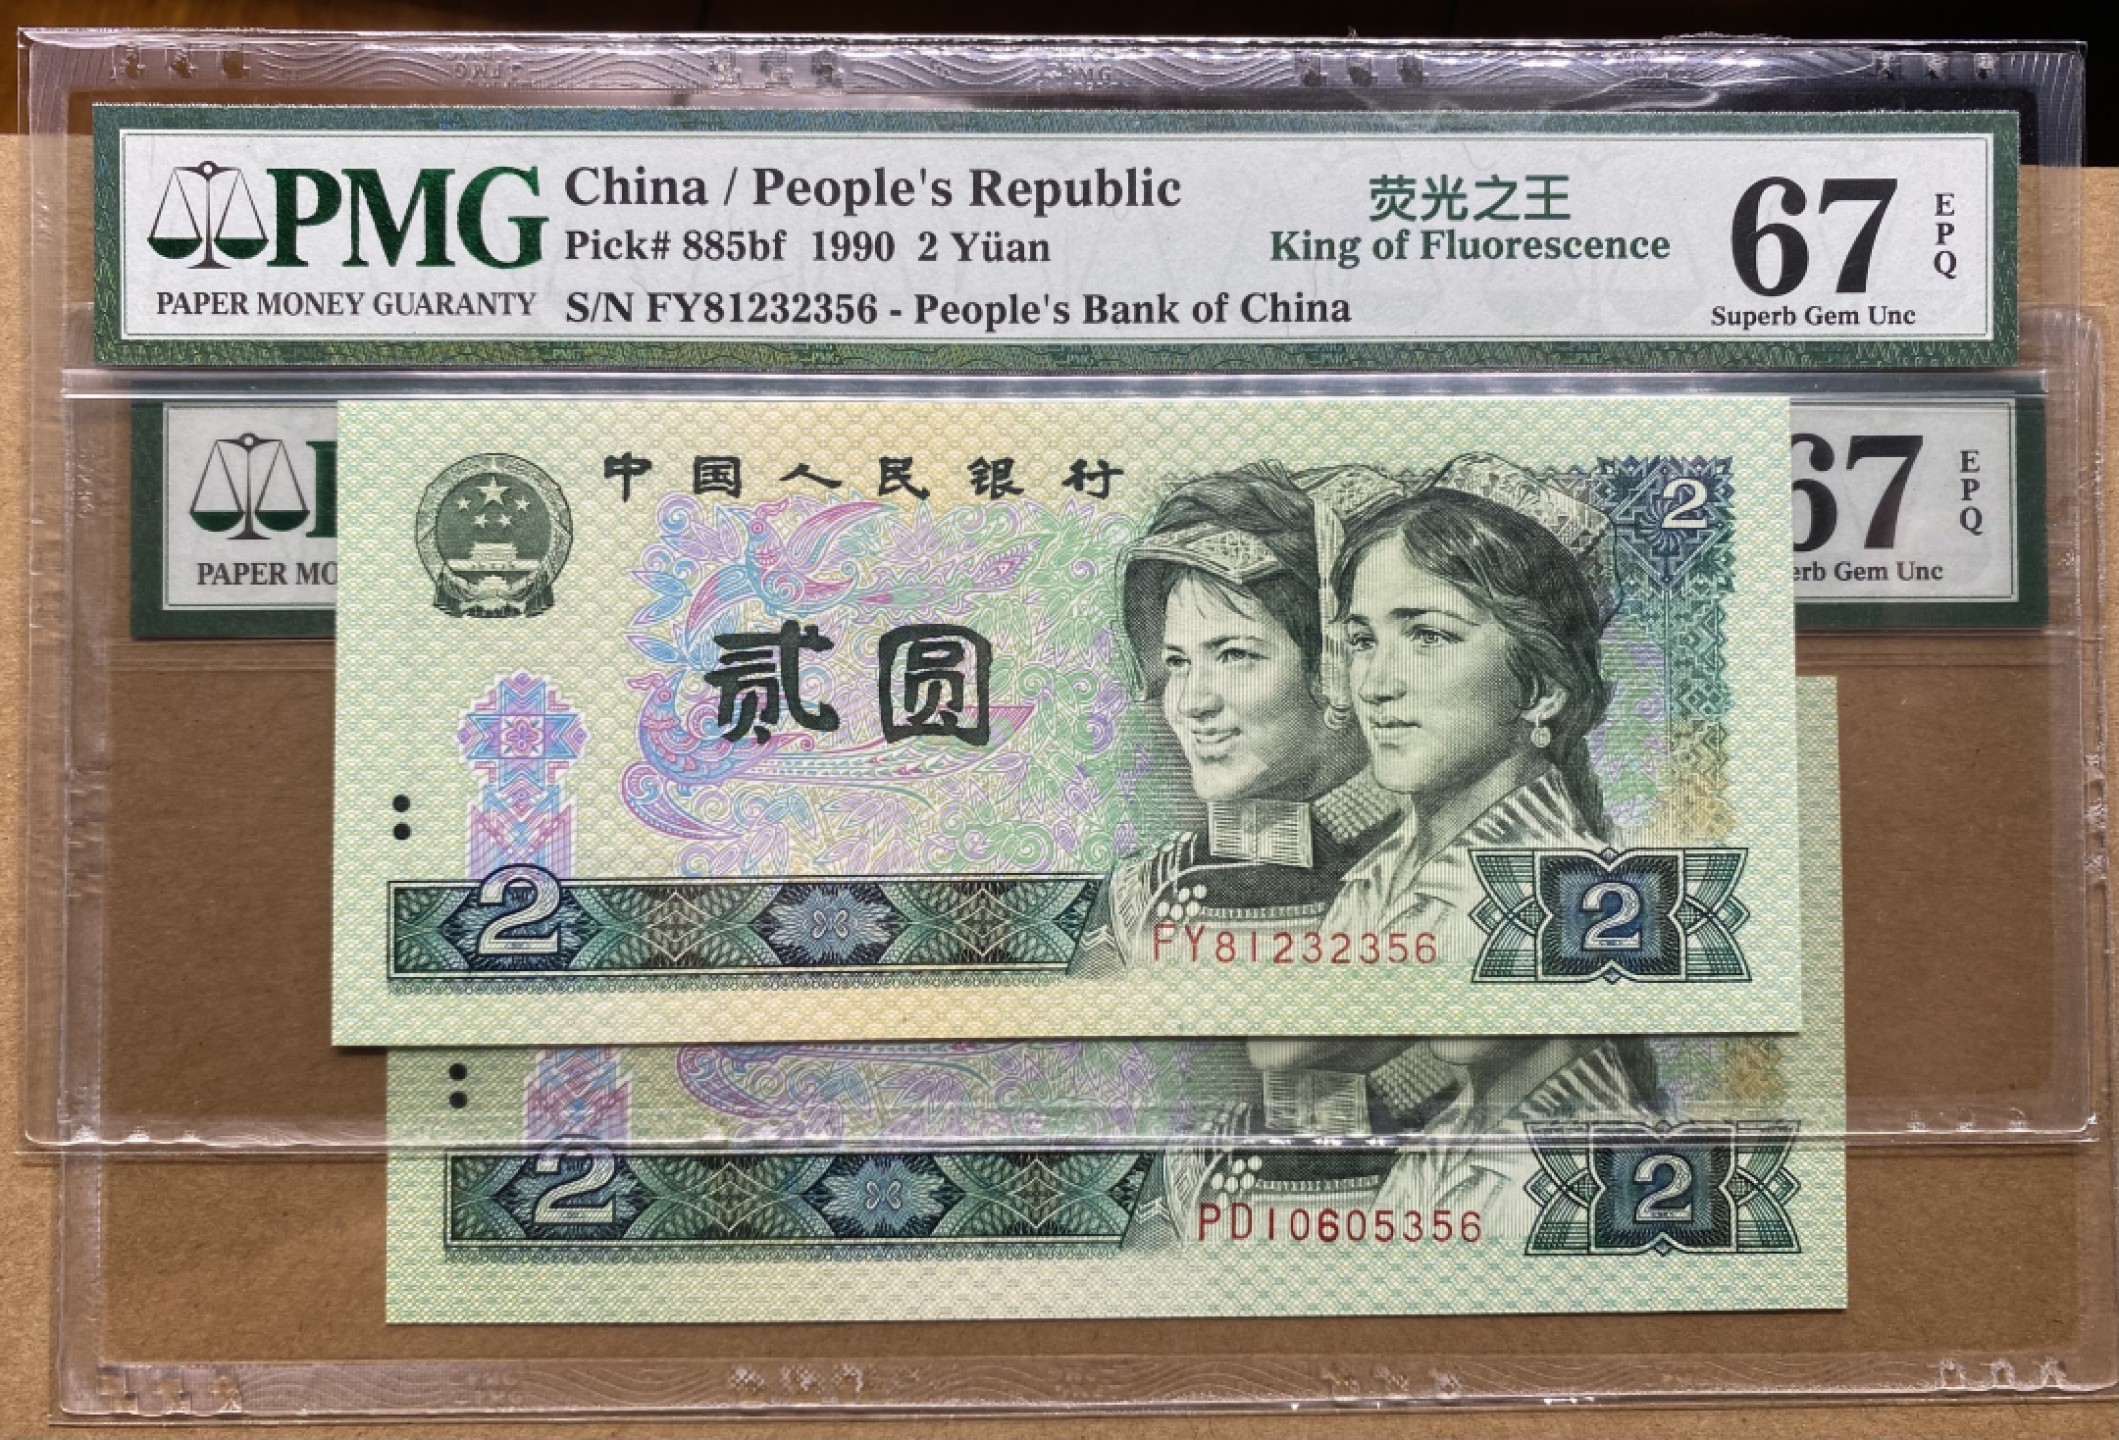 PMG
PAPER MONEY GUARANTY
China / People's Republic
Pick# 885bf 1990 2 Yüan
S/N FY81232356 - People's Bank of China
荧光之王
King of Fluorescence
67
EPQ
Superb Gem Unc
PAPER
67
EPQ
Gem Unc
中国人民银行
2
贰圆
2
FY81232356
2
2
PD10605356
2